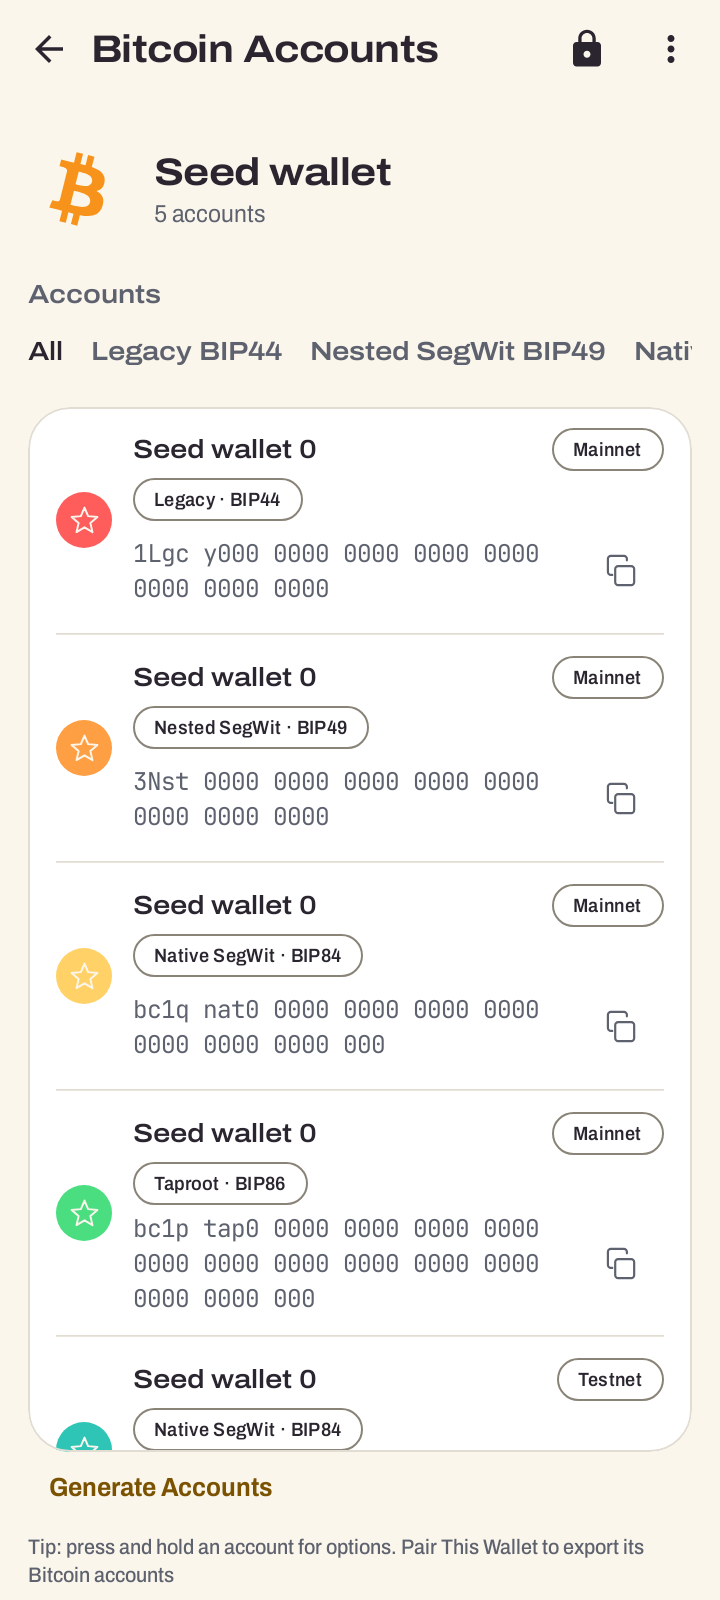 Bitcoin Accounts
Seed wallet
5 accounts
Accounts
All Legacy BIP44 Nested SegWit BIP49
Seed wallet 0 Mainnet
Legacy · BIP44
1Lgc y000 0000 0000 0000 0000
0000 0000 0000
Seed wallet 0 Mainnet
Nested SegWit · BIP49
3Nst 0000 0000 0000 0000 0000
0000 0000 0000
Seed wallet 0 Mainnet
Native SegWit · BIP84
bc1q nat0 0000 0000 0000 0000
0000 0000 0000 000
Seed wallet 0 Mainnet
Taproot · BIP86
bc1p tap0 0000 0000 0000 0000
0000 0000 0000 0000 0000 0000
0000 0000 000
Seed wallet 0 Testnet
Native SegWit · BIP84
Generate Accounts
Tip: press and hold an account for options. Pair This Wallet to export its
Bitcoin accounts